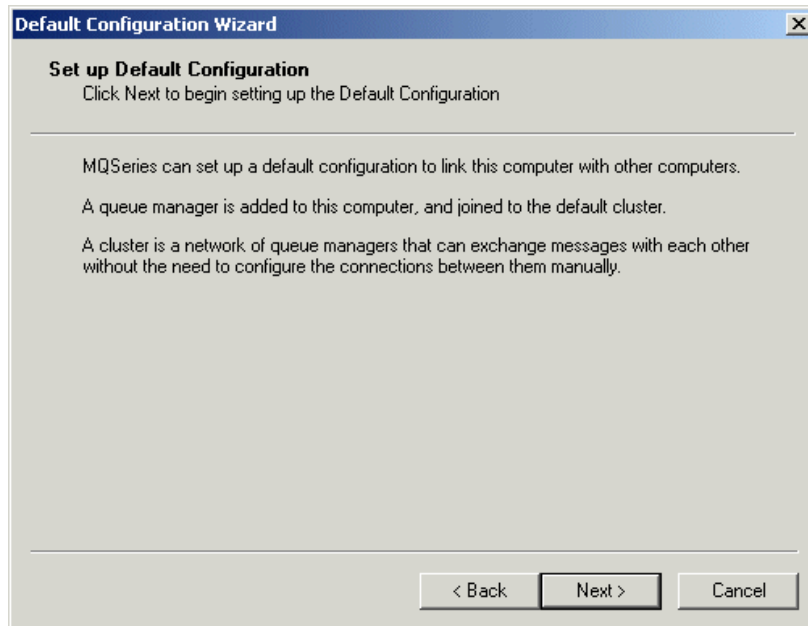 Default Configuration Wizard
Set up Default Configuration
Click Next to begin setting up the Default Configuration
MQSeries can set up a default configuration to link this computer with other computers.
A queue manager is added to this computer, and joined to the default cluster.
A cluster is a network of queue managers that can exchange messages with each other
without the need to configure the connections between them manually.
< Back Next > Cancel